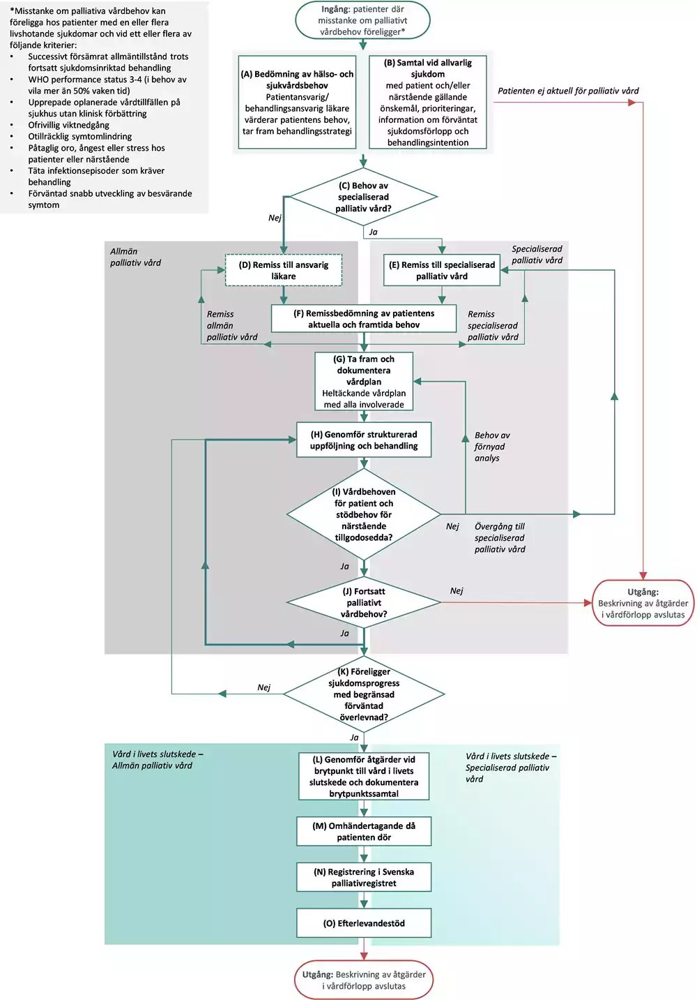 *Misstanke om palliativa vårdbehov kan
föreligga hos patienter med en eller flera
livshotande sjukdomar och vid ett eller flera av
följande kriterier:
• Successivt försämrat allmäntillstånd trots
fortsatt sjukdomsinriktad behandling
• WHO performance status 3-4 (i behov av
vila mer än 50% vaken tid)
• Upprepade oplanerade vårdtillfällen på
sjukhus utan klinisk förbättring
• Ofrivillig viktnedgång
• Otillräcklig symtomlindring
• Påtaglig oro, ångest eller stress hos
patienter eller närstående
• Täta infektionsepisoder som kräver
behandling
• Förväntad snabb utveckling av besvärande
symtom
Ingång: patienter där
misstanke om palliativt
vårdbehov föreligger*
(A) Bedömning av hälso- och
sjukvårdsbehov
Patientansvarig/
behandlingsansvarig läkare
värderar patientens behov,
tar fram behandlingsstrategi
(B) Samtal vid allvarlig
sjukdom
med patient och/eller
närstående gällande
önskemål, prioriteringar,
information om förväntat
sjukdomsförlopp och
behandlingsintention
Patienten ej aktuell för palliativ vård
(C) Behov av
specialiserad
palliativ vård?
Nej
Ja
Allmän
palliativ vård
Specialiserad
palliativ vård
(D) Remiss till ansvarig
läkare
(E) Remiss till specialiserad
palliativ vård
(F) Remissbedömning av patientens
aktuella och framtida behov
Remiss
allmän
palliativ vård
Remiss
specialiserad
palliativ vård
(G) Ta fram och
dokumentera
vårdplan
Heltäckande vårdplan
med alla involverade
(H) Genomför strukturerad
uppföljning och behandling
Behov av
förnyad
analys
(I) Vårdbehoven
för patient och
stödbehov för
närstående
tillgodosedda?
Nej
Övergång till
specialiserad
palliativ vård
Ja
(J) Fortsatt
palliativt
vårdbehov?
Nej
Utgång:
Beskrivning av åtgärder
i vårdförlopp avslutas
Ja
(K) Föreligger
sjukdomsprogress
med begränsad
förväntad
överlevnad?
Nej
Ja
Vård i livets slutskede –
Allmän palliativ vård
Vård i livets slutskede –
Specialiserad palliativ
vård
(L) Genomför åtgärder vid
brytpunkt till vård i livets
slutskede och dokumentera
brytpunktssamtal
(M) Omhändertagande då
patienten dör
(N) Registrering i Svenska
palliativregistret
(O) Efterlevandestöd
Utgång: Beskrivning av åtgärder
i vårdförlopp avslutas